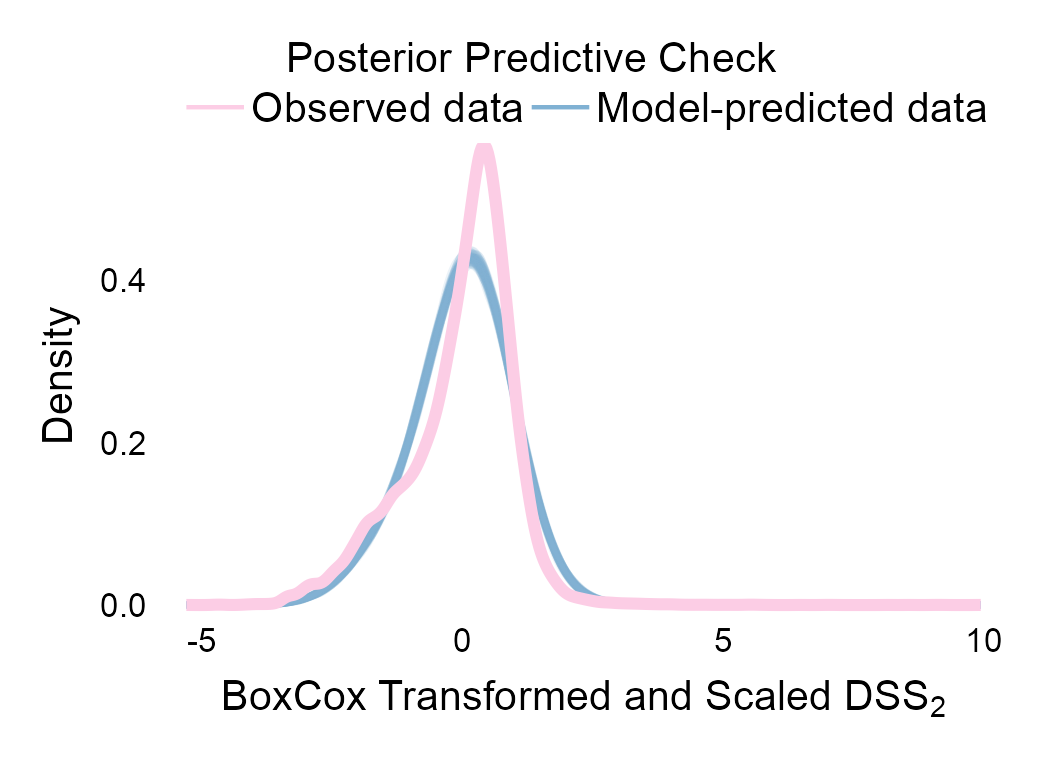 Posterior Predictive Check
Observed data Model-predicted data
Density
0.4
0.2
0.0
-5 0 5 10
BoxCox Transformed and Scaled DSS₂